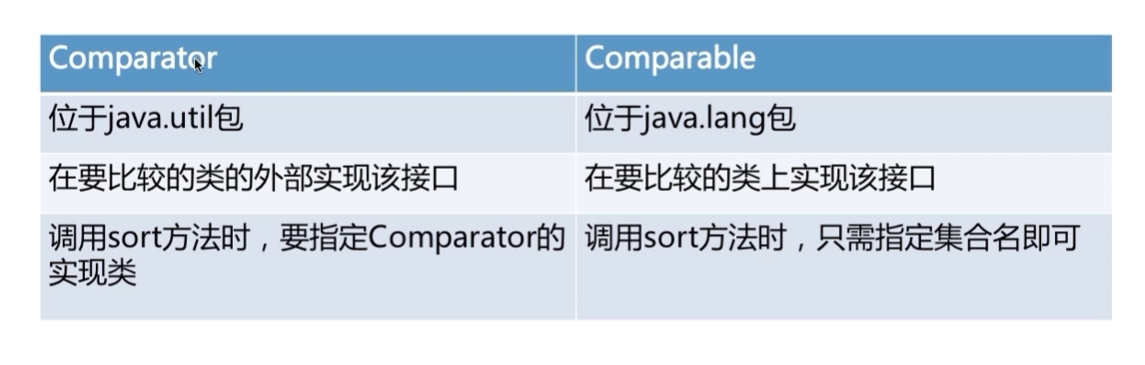 Comparator
Comparable
位于java.util包
位于java.lang包
在要比较的类的外部实现该接口
在要比较的类上实现该接口
调用sort方法时，要指定Comparator的
实现类
调用sort方法时，只需指定集合名即可